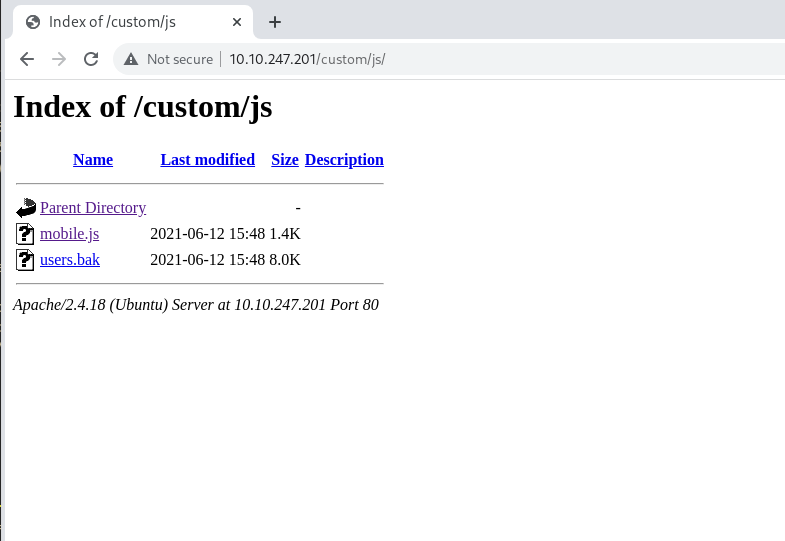 Index of /custom/js
Not secure 10.10.247.201/custom/js/
Index of /custom/js
Name Last modified Size Description
Parent Directory -
mobile.js 2021-06-12 15:48 1.4K
users.bak 2021-06-12 15:48 8.0K
Apache/2.4.18 (Ubuntu) Server at 10.10.247.201 Port 80